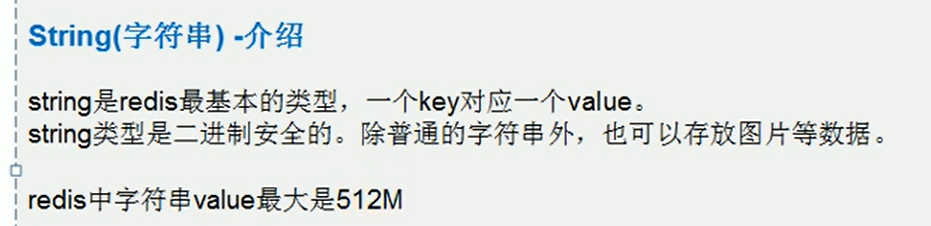 String(字符串) -介绍
string是redis最基本的类型，一个key对应一个value。
string类型是二进制安全的。除普通的字符串外，也可以存放图片等数据。
redis中字符串value最大是512M